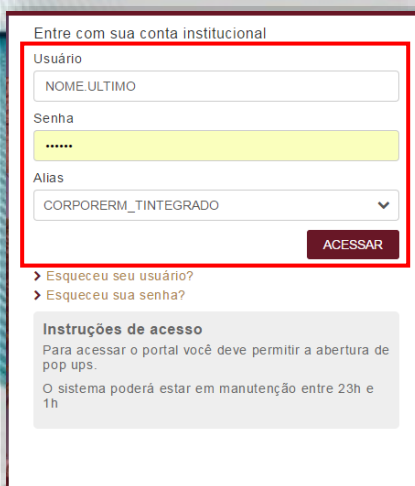 Entre com sua conta institucional
Usuário
NOME.ULTIMO
Senha
••••••
Alias
CORPORERM_TINTEGRADO
ACESSAR
Esqueceu seu usuário?
Esqueceu sua senha?
Instruções de acesso
Para acessar o portal você deve permitir a abertura de
pop ups.
O sistema poderá estar em manutenção entre 23h e
1h